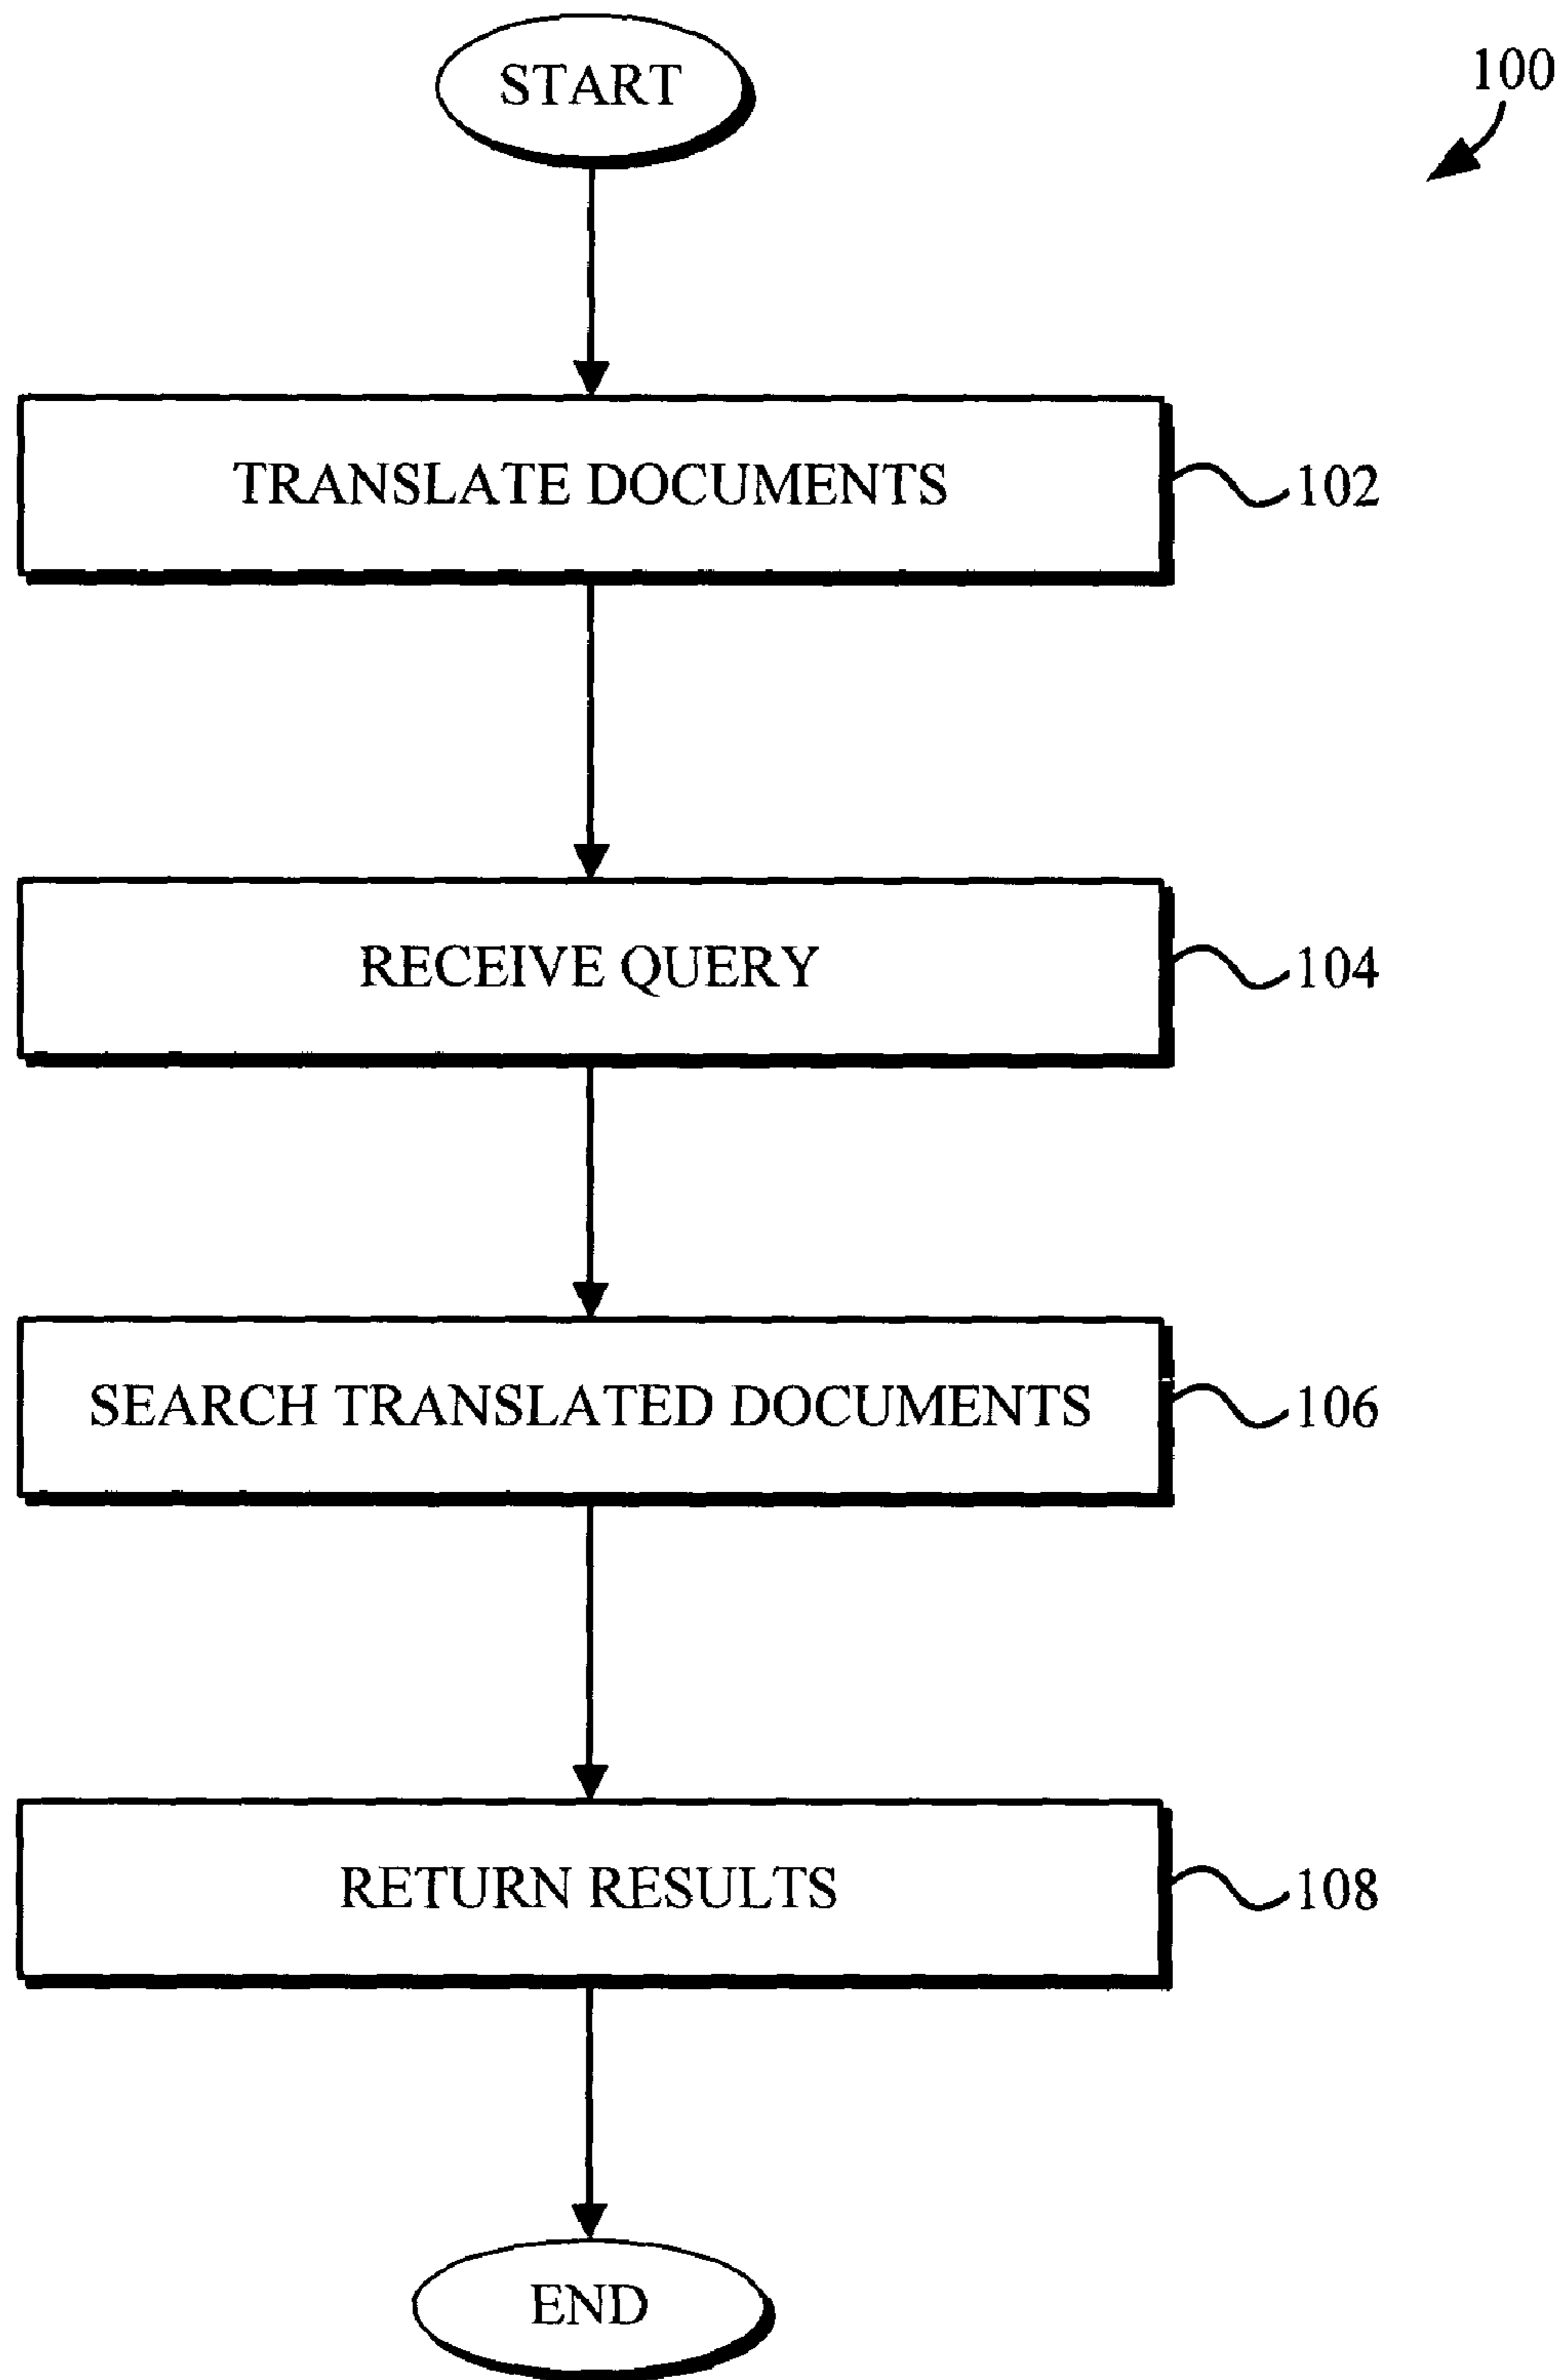 START
100
TRANSLATE DOCUMENTS
102
RECEIVE QUERY
104
SEARCH TRANSLATED DOCUMENTS
106
RETURN RESULTS
108
END